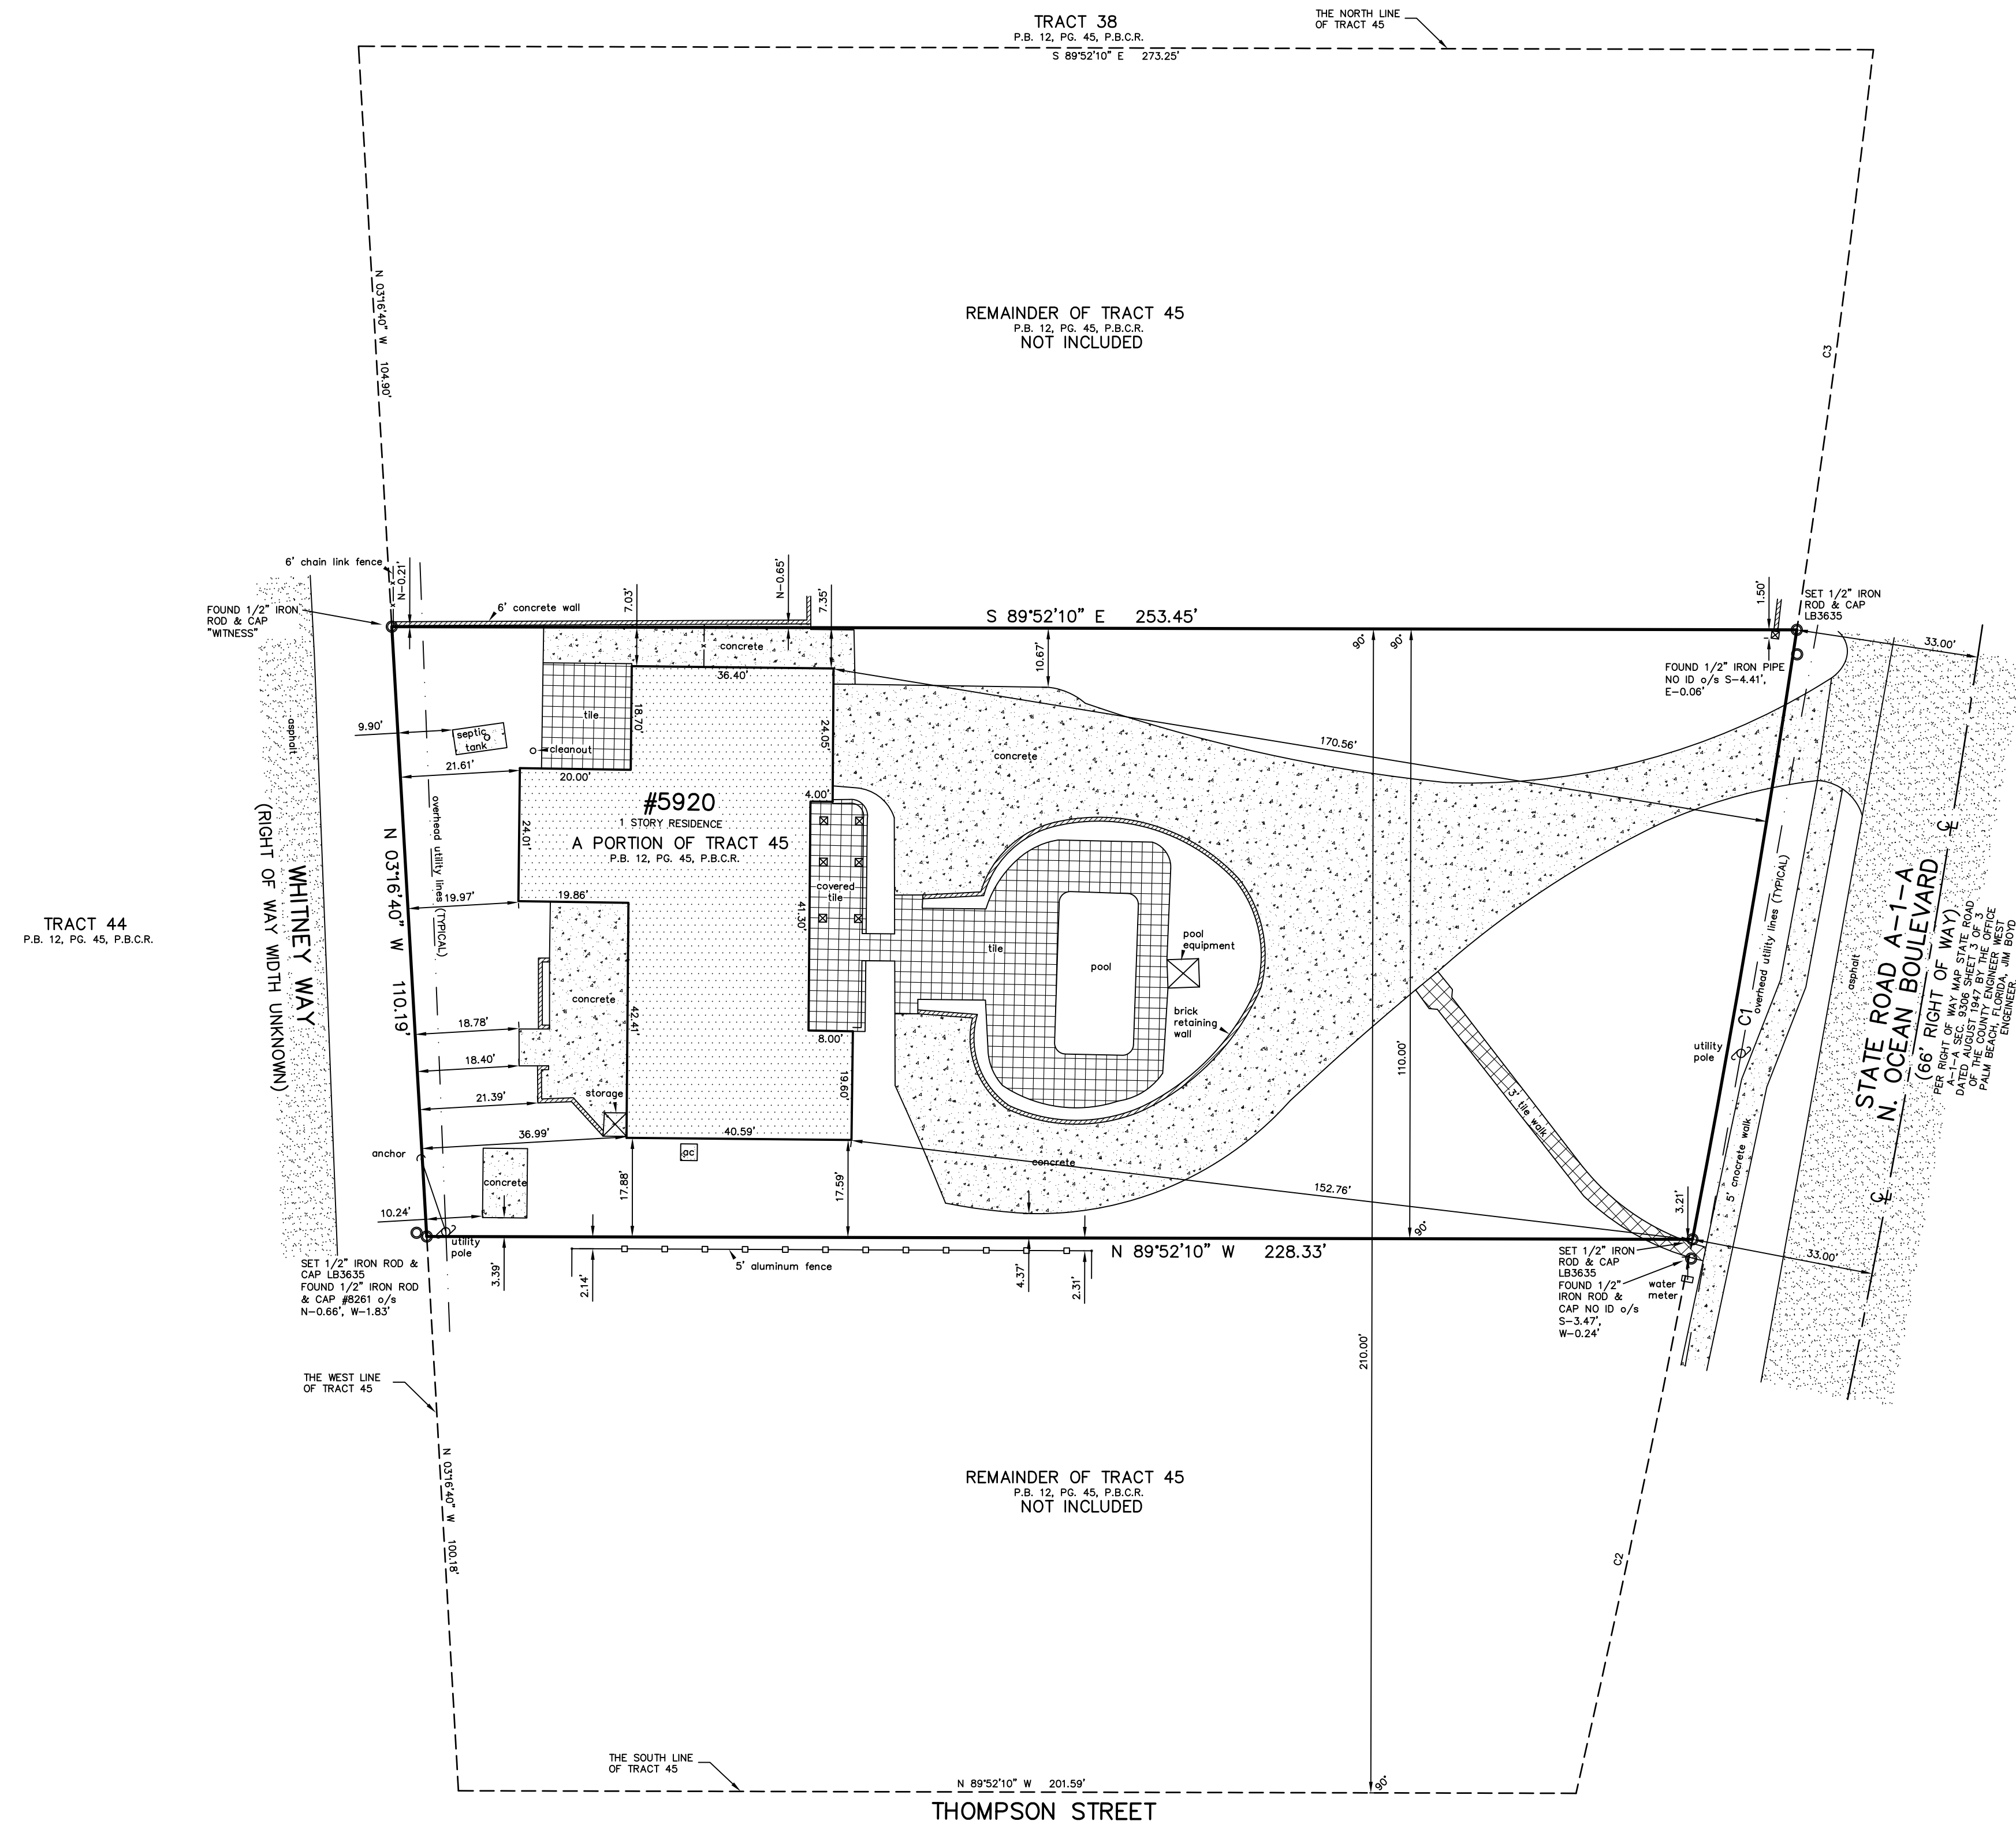 TRACT 38
P.B. 12, PG. 45, P.B.C.R.
S 89°52'10" E 273.25'
THE NORTH LINE
OF TRACT 45
N 03°16'40" W 104.90'
REMAINDER OF TRACT 45
P.B. 12, PG. 45, P.B.C.R.
NOT INCLUDED
C3
6' chain link fence
N-0.21'
FOUND 1/2" IRON
ROD & CAP
"WITNESS"
6' concrete wall
7.03'
N-0.65'
7.35'
S 89°52'10" E 253.45'
1.50'
SET 1/2" IRON
ROD & CAP
LB3635
33.00'
concrete
36.40'
10.67'
90°
90°
FOUND 1/2" IRON PIPE
NO ID o/s S-4.41',
E-0.06'
asphalt
9.90'
septic
tank
cleanout
tile
18.70'
24.05'
concrete
170.56'
21.61'
20.00'
4.00'
#5920
1 STORY RESIDENCE
A PORTION OF TRACT 45
P.B. 12, PG. 45, P.B.C.R.
24.01'
overhead utility lines (TYPICAL)
N 03°16'40" W 110.19'
WHITNEY WAY
(RIGHT OF WAY WIDTH UNKNOWN)
TRACT 44
P.B. 12, PG. 45, P.B.C.R.
19.97'
19.86'
covered
tile
41.30'
tile
pool
pool
equipment
brick
retaining
wall
concrete
42.41'
18.78'
18.40'
21.39'
storage
8.00'
19.60'
36.99'
40.59'
ac
anchor
concrete
17.88'
17.59'
concrete
152.76'
110.00'
3' tile walk
utility
pole
C1
overhead utility lines (TYPICAL)
5' cnocrete walk
asphalt
STATE ROAD A-1-A
N. OCEAN BOULEVARD
(66' RIGHT OF WAY)
PER RIGHT OF WAY MAP STATE ROAD
A-1-A SEC. 9306 SHEET 3 OF 3
DATED AUGUST 1947 BY THE OFFICE
OF THE COUNTY ENGINEER WEST
PALM BEACH, FLORIDA, JIM BOYD
ENGEINEER.
10.24'
utility
pole
3.21'
90°
33.00'
SET 1/2" IRON ROD &
CAP LB3635
FOUND 1/2" IRON ROD
& CAP #8261 o/s
N-0.66', W-1.83'
3.39'
2.14'
5' aluminum fence
4.37'
2.31'
N 89°52'10" W 228.33'
SET 1/2" IRON
ROD & CAP
LB3635
FOUND 1/2"
IRON ROD &
CAP NO ID o/s
S-3.47',
W-0.24'
water
meter
210.00'
THE WEST LINE
OF TRACT 45
N 03°16'40" W 100.18'
REMAINDER OF TRACT 45
P.B. 12, PG. 45, P.B.C.R.
NOT INCLUDED
C2
THE SOUTH LINE
OF TRACT 45
N 89°52'10" W 201.59'
90°
THOMPSON STREET